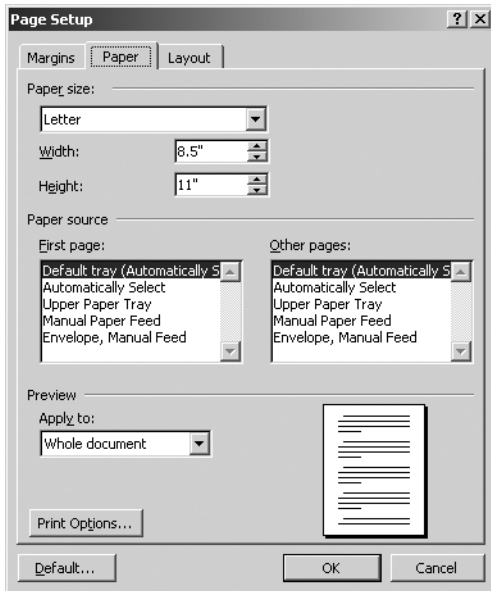 Page Setup
Margins Paper Layout
Paper size:
Letter
Width: 8.5"
Height: 11"
Paper source
First page: Other pages:
Default tray (Automatically S Default tray (Automatically S
Automatically Select Automatically Select
Upper Paper Tray Upper Paper Tray
Manual Paper Feed Manual Paper Feed
Envelope, Manual Feed Envelope, Manual Feed
Preview
Apply to:
Whole document
Print Options...
Default... OK Cancel